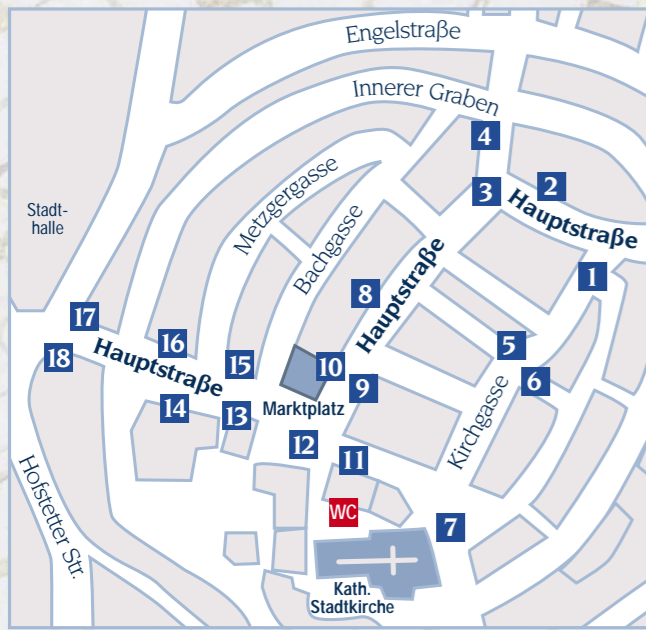 Engelstraße
Innerer Graben
4
Metzgergasse
3
2
Hauptstraße
Stadt-
halle
Bachgasse
1
8
Hauptstraße
17
18
16
Hauptstraße
15
10
5
9
6
14
13
Marktplatz
Kirchgasse
12
11
Hofstetter Str.
WC
7
Kath.
Stadtkirche